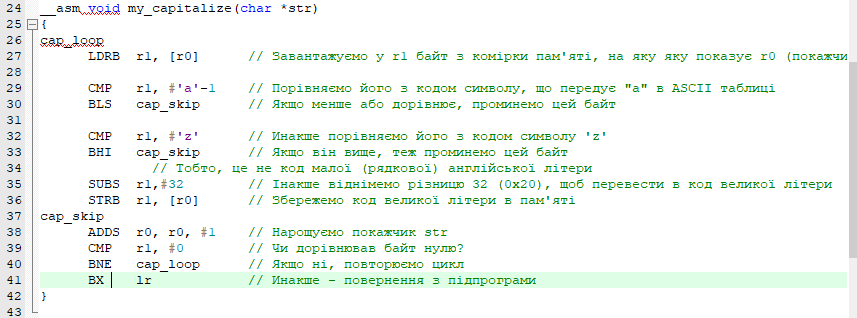 24 __asm void my_capitalize(char *str)
25 {
26 cap_loop
27 LDRB r1, [r0] // Завантажуємо у r1 байт з комірки пам'яті, на яку яку показує r0 (покажчи
28
29 CMP r1, #'a'-1 // Порівняємо його з кодом символу, що передує "a" в ASCII таблиці
30 BLS cap_skip // Якщо менше або дорівнює, проминемо цей байт
31
32 CMP r1, #'z' // Инакше порівняємо його з кодом символу 'z'
33 BHI cap_skip // Якщо він вище, теж проминемо цей байт
34 // Тобто, це не код малої (рядкової) англійської літери
35 SUBS r1,#32 // Інакше віднімемо різницю 32 (0x20), щоб перевести в код великої літери
36 STRB r1, [r0] // Збережемо код великої літери в пам'яті
37 cap_skip
38 ADDS r0, r0, #1 // Нарощуємо покажчик str
39 CMP r1, #0 // Чи дорівнював байт нулю?
40 BNE cap_loop // Якщо ні, повторюємо цикл
41 BX lr // Инакше - повернення з підпрограми
42 }
43